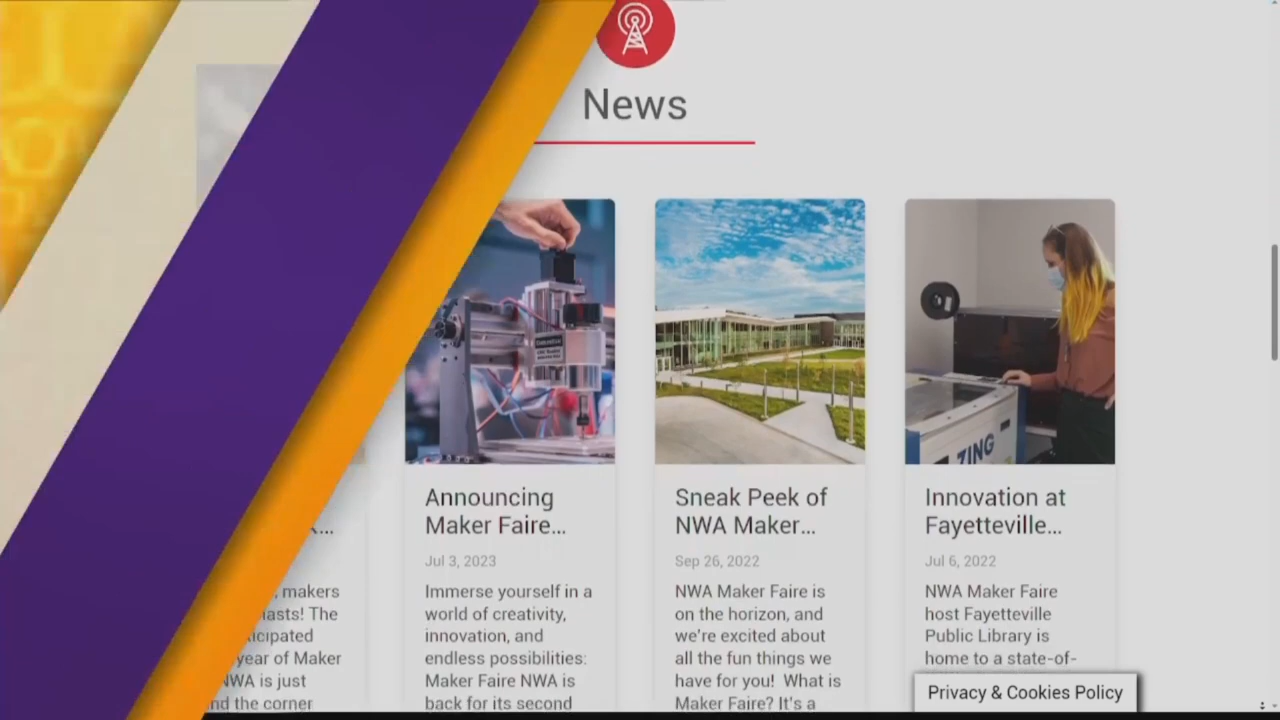 News
Announcing
Maker Faire...
Jul 3, 2023
Immerse yourself in a
world of creativity,
innovation, and
endless possibilities:
Maker Faire NWA is
back for its second
Sneak Peek of
NWA Maker...
Sep 26, 2022
NWA Maker Faire is
on the horizon, and
we're excited about
all the fun things we
have for you! What is
Maker Faire? It's a
ZING
Innovation at
Fayetteville...
Jul 6, 2022
NWA Maker Faire
host Fayetteville
Public Library is
home to a state-of-
makers
The
year of Maker
NWA is just
the corner
Privacy & Cookies Policy